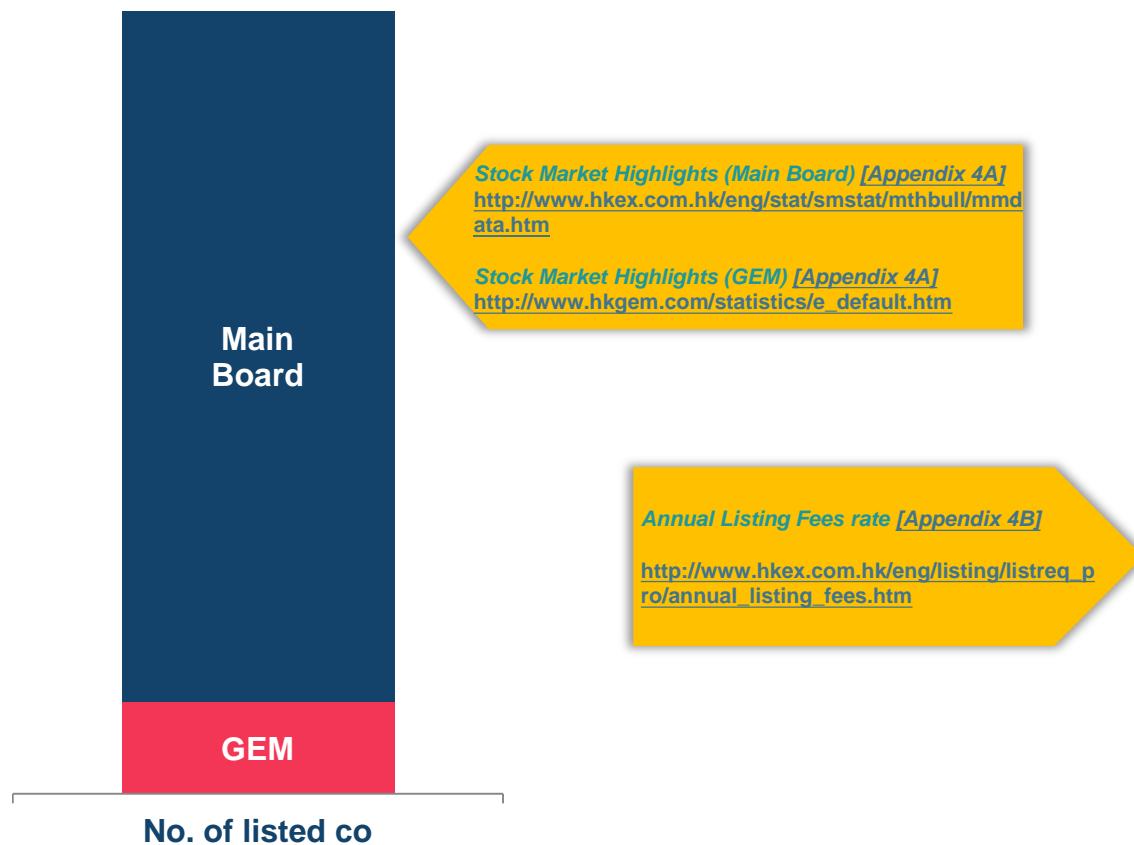 Stock Market Highlights (Main Board) [Appendix 4A]
http://www.hkex.com.hk/eng/stat/smstat/mthbull/mmd
ata.htm
Stock Market Highlights (GEM) [Appendix 4A]
http://www.hkgem.com/statistics/e_default.htm
Main
Board
Annual Listing Fees rate [Appendix 4B]
http://www.hkex.com.hk/eng/listing/listreq_p
ro/annual_listing_fees.htm
GEM
No. of listed co